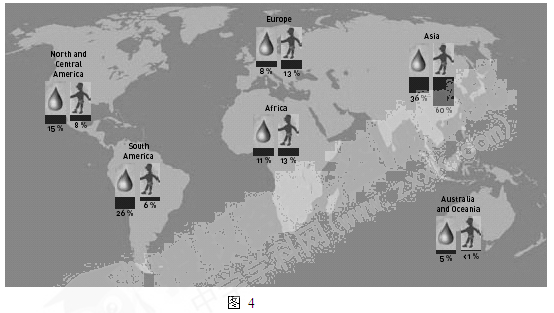 Europe
8 % 13 %
Asia
36 % 60 %
North and
Central
America
15 % 8 %
Africa
11 % 13 %
South
America
26 % 6 %
Australia
and Oceania
5 % <1 %
图 4